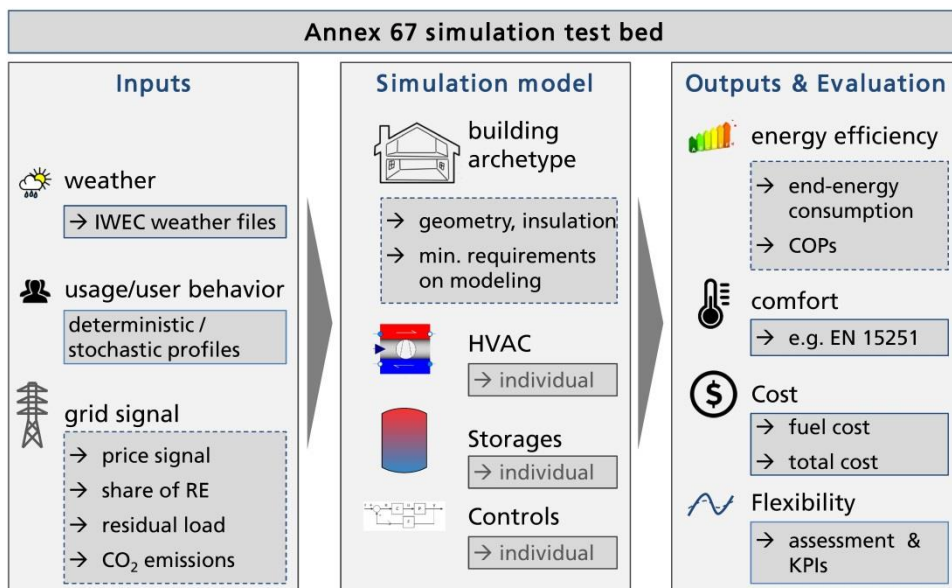 Annex 67 simulation test bed
Inputs
weather
→ IWEC weather files
usage/user behavior
deterministic /
stochastic profiles
grid signal
→ price signal
→ share of RE
→ residual load
→ CO₂ emissions
Simulation model
building
archetype
→ geometry, insulation
→ min. requirements
on modeling
HVAC
→ individual
Storages
→ individual
Controls
→ individual
Outputs & Evaluation
energy efficiency
→ end-energy
consumption
→ COPs
comfort
→ e.g. EN 15251
Cost
→ fuel cost
→ total cost
Flexibility
→ assessment &
KPIs